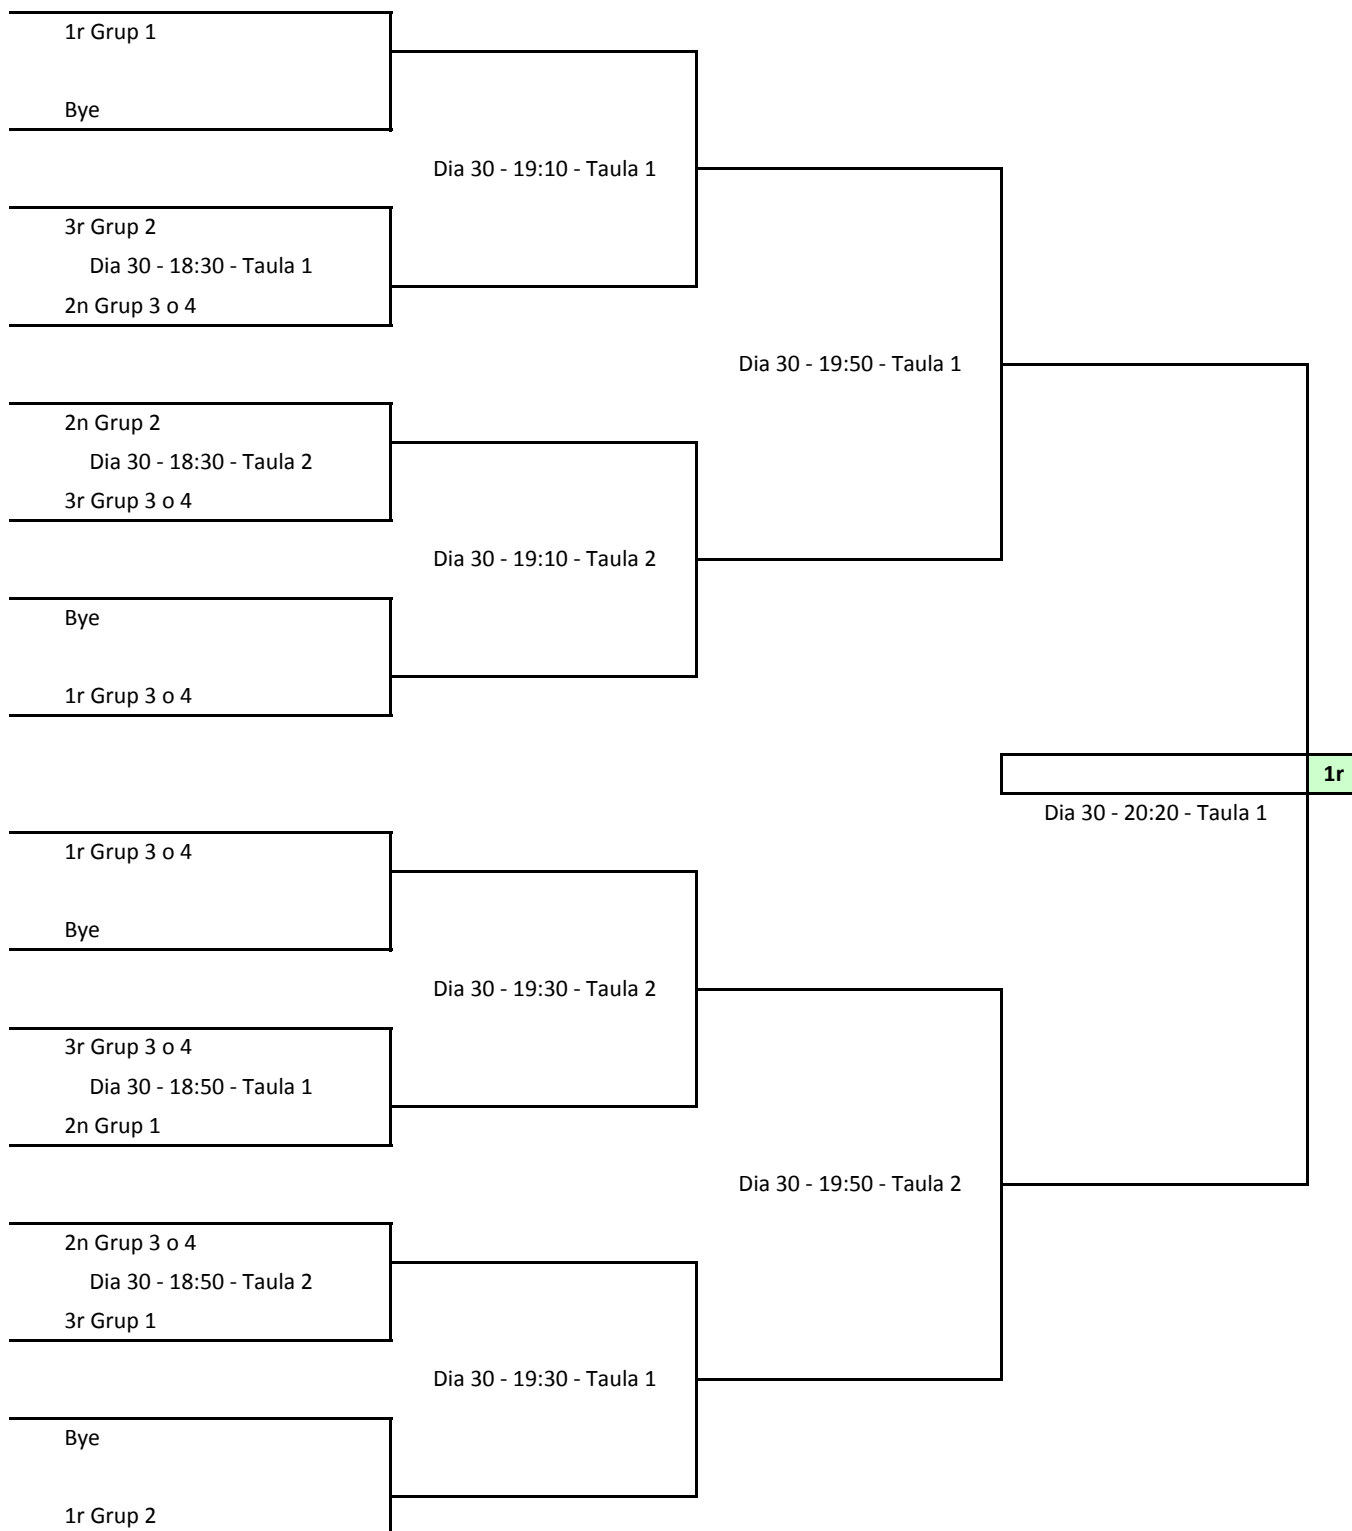 1r Grup 1
Bye
Dia 30 - 19:10 - Taula 1
3r Grup 2
Dia 30 - 18:30 - Taula 1
2n Grup 3 o 4
Dia 30 - 19:50 - Taula 1
2n Grup 2
Dia 30 - 18:30 - Taula 2
3r Grup 3 o 4
Dia 30 - 19:10 - Taula 2
Bye
1r Grup 3 o 4
1r
Dia 30 - 20:20 - Taula 1
1r Grup 3 o 4
Bye
Dia 30 - 19:30 - Taula 2
3r Grup 3 o 4
Dia 30 - 18:50 - Taula 1
2n Grup 1
Dia 30 - 19:50 - Taula 2
2n Grup 3 o 4
Dia 30 - 18:50 - Taula 2
3r Grup 1
Dia 30 - 19:30 - Taula 1
Bye
1r Grup 2